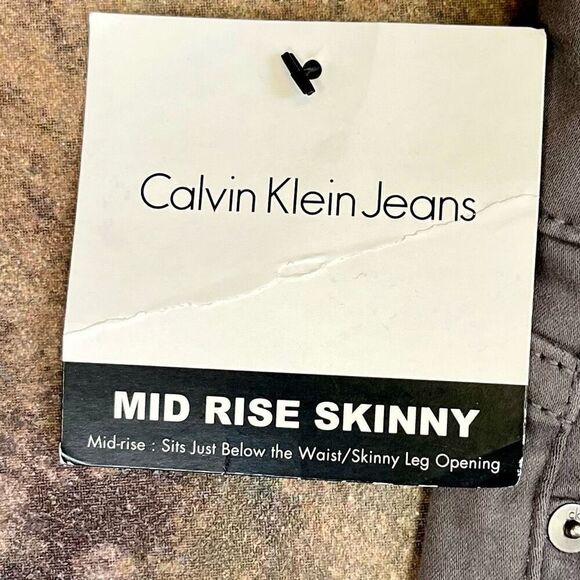 Calvin Klein Jeans
MID RISE SKINNY
Mid-rise : Sits Just Below the Waist/Skinny Leg Opening